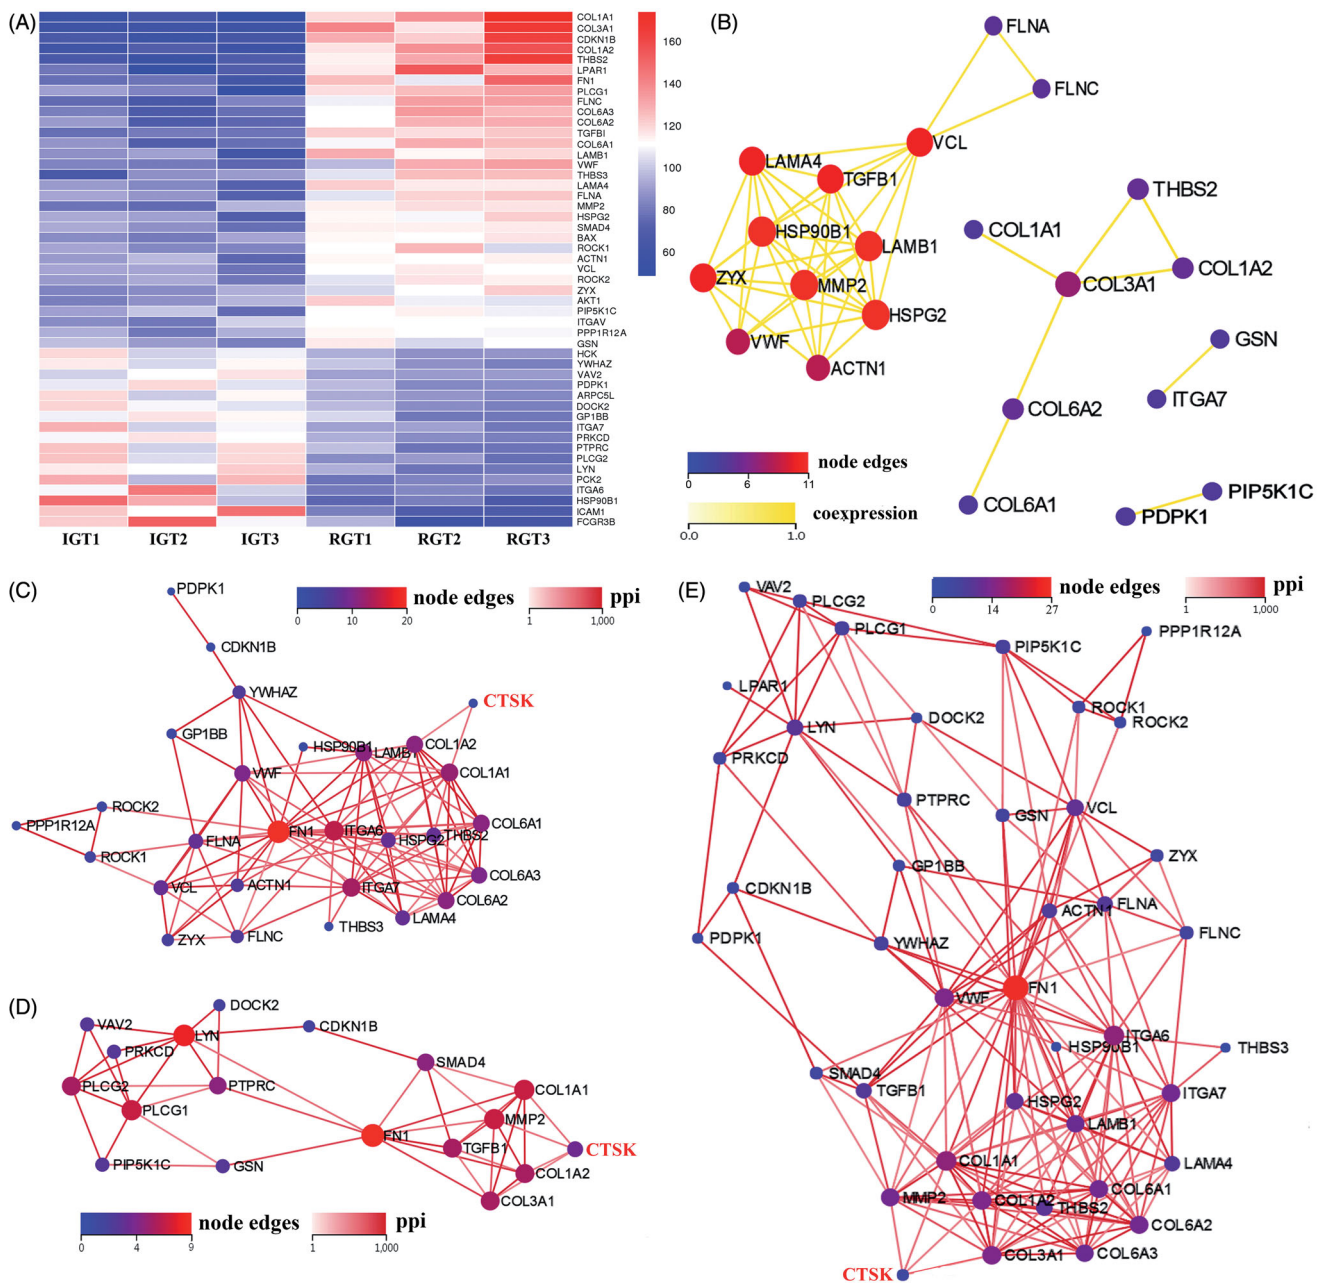 (A)
COL1A1
COL3A1
CDKN1B
COL1A2
THBS2
LPAR1
FN1
PLCG1
FLNC
COL6A3
COL6A2
TGFBI
COL6A1
LAMB1
VWF
THBS3
LAMA4
FLNA
MMP2
HSPG2
SMAD4
BAX
ROCK1
ACTN1
VCL
ROCK2
ZYX
AKT1
PIP5K1C
ITGAV
PPP1R12A
GSN
HCK
YWHAZ
VAV2
PDPK1
ARPC5L
DOCK2
GP1BB
ITGA7
PRKCD
PTPRC
PLCG2
LYN
PCK2
ITGA6
HSP90B1
ICAM1
FCGR3B
IGT1 IGT2 IGT3 RGT1 RGT2 RGT3
160
140
120
100
80
60
(B)
FLNA
FLNC
VCL
LAMA4
TGFB1
HSP90B1
LAMB1
ZYX
MMP2
HSPG2
VWF
ACTN1
THBS2
COL1A1
COL1A2
COL3A1
GSN
ITGA7
COL6A2
COL6A1
PIP5K1C
PDPK1
node edges
0 6 11
coexpression
0.0 1.0
(C)
PDPK1
node edges
0 10 20
ppi
1 1,000
CDKN1B
YWHAZ
CTSK
GP1BB
HSP90B1
COL1A2
LAMB1
VWF
COL1A1
ROCK2
PPP1R12A
FN1
ITGA6
COL6A1
THBS2
FLNA
HSPG2
ROCK1
COL6A3
VCL
ACTN1
ITGA7
COL6A2
LAMA4
THBS3
ZYX
FLNC
(D)
DOCK2
VAV2
LYN
CDKN1B
PRKCD
SMAD4
PLCG2
PTPRC
COL1A1
PLCG1
MMP2
FN1
TGFB1
CTSK
PIP5K1C
GSN
COL1A2
COL3A1
node edges
0 4 9
ppi
1 1,000
(E)
VAV2
PLCG2
node edges
0 14 27
ppi
1 1,000
PLCG1
PPP1R12A
PIP5K1C
LPAR1
ROCK1
DOCK2
ROCK2
LYN
PRKCD
PTPRC
VCL
GSN
ZYX
GP1BB
CDKN1B
FLNA
ACTN1
FLNC
PDPK1
YWHAZ
FN1
VWF
ITGA6
HSP90B1
THBS3
SMAD4
TGFB1
ITGA7
HSPG2
LAMB1
COL1A1
LAMA4
COL6A1
MMP2
COL1A2
THBS2
COL6A2
COL3A1
COL6A3
CTSK